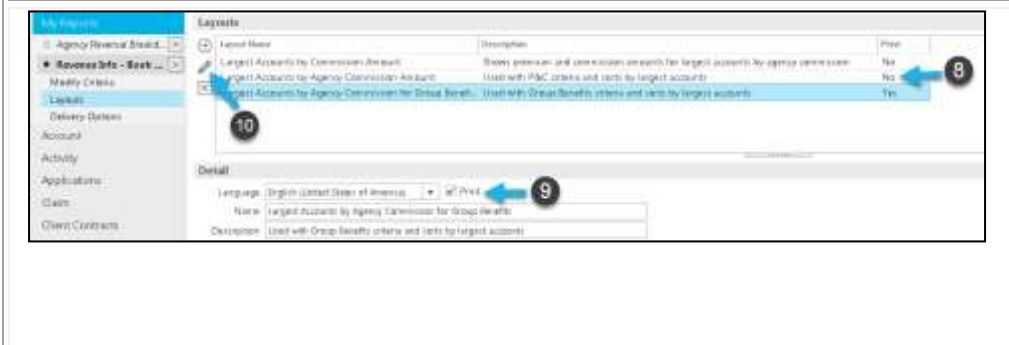 My Reports
Layouts
Agency Revenue Breakd...
Revenue Info - Book ...
Modify Criteria
Layouts
Delivery Options
Account
Activity
Applications
Claim
Client Contracts
Layout Name Description Print
Largest Accounts by Commission Amount Shows premium and commission amounts for largest accounts by agency commission No
Largest Accounts by Agency Commission Amount Used with P&C criteria and sorts by largest accounts No
Largest Accounts by Agency Commission for Group Benefi... Used with Group Benefits criteria and sorts by largest accounts Yes
8
10
Detail
Language English (United States of America) Print
9
Name Largest Accounts by Agency Commission for Group Benefits
Description Used with Group Benefits criteria and sorts by largest accounts